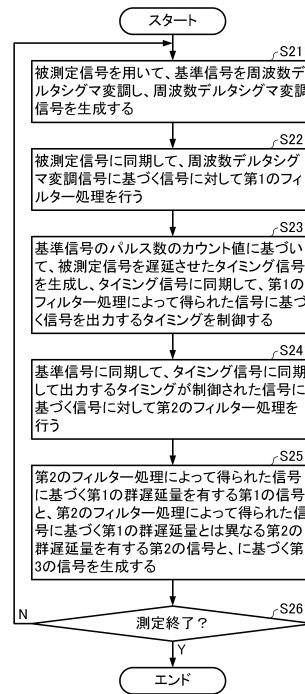 スタート
S21
被測定信号を用いて、基準信号を周波数デ
ルタシグマ変調し、周波数デルタシグマ変調
信号を生成する
S22
被測定信号に同期して、周波数デルタシグ
マ変調信号に基づく信号に対して第1のフィ
ルター処理を行う
S23
基準信号のパルス数のカウント値に基づい
て、被測定信号を遅延させたタイミング信号
を生成し、タイミング信号に同期して、第1の
フィルター処理によって得られた信号に基づ
く信号を出力するタイミングを制御する
S24
基準信号に同期して、タイミング信号に同期
して出力するタイミングが制御された信号に
基づく信号に対して第2のフィルター処理を
行う
S25
第2のフィルター処理によって得られた信号
に基づく第1の群遅延量を有する第1の信号
と、第2のフィルター処理によって得られた信
号に基づく第1の群遅延量とは異なる第2の
群遅延量を有する第2の信号と、に基づく第
3の信号を生成する
S26
N
測定終了？
Y
エンド